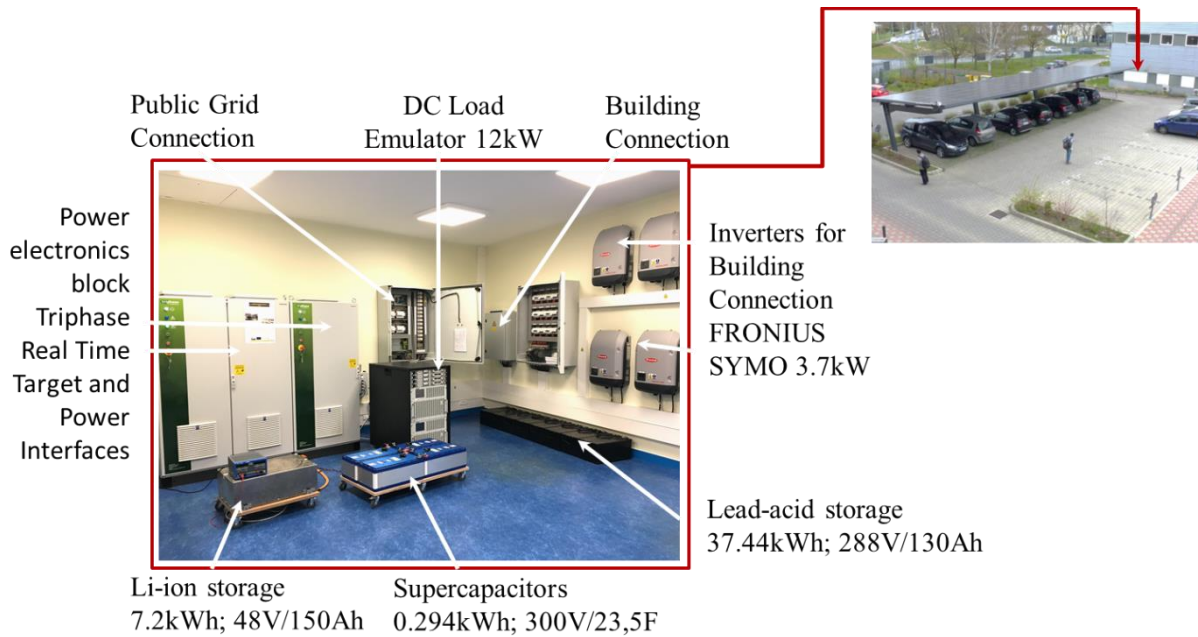 Public Grid
Connection
DC Load
Emulator 12kW
Building
Connection
Power
electronics
block
Triphase
Real Time
Target and
Power
Interfaces
Inverters for
Building
Connection
FRONIUS
SYMO 3.7kW
Lead-acid storage
37.44kWh; 288V/130Ah
Li-ion storage
7.2kWh; 48V/150Ah
Supercapacitors
0.294kWh; 300V/23,5F